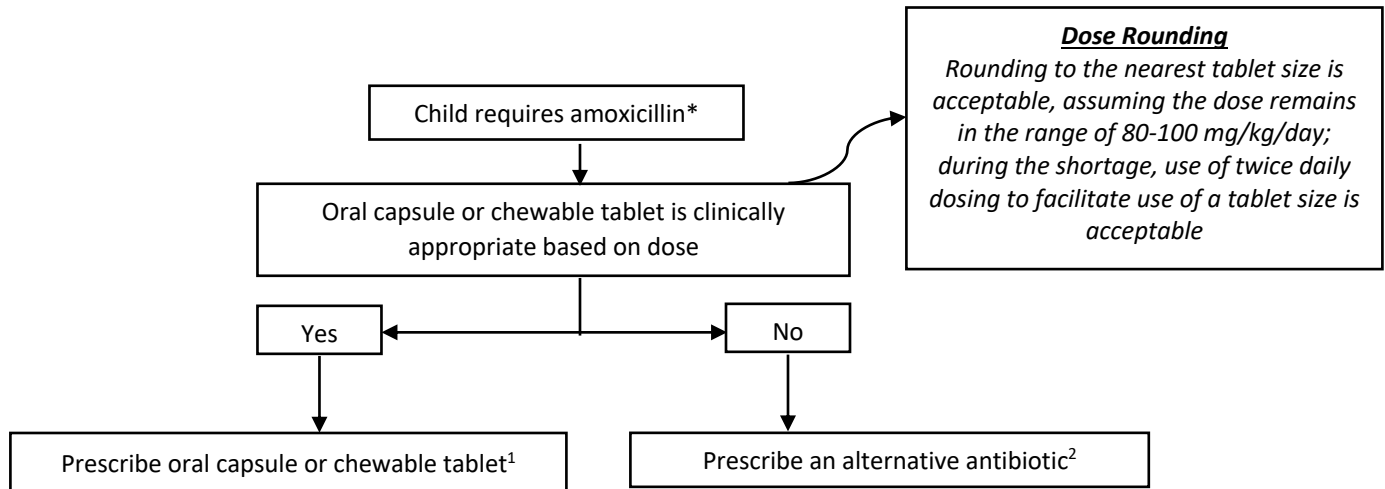 Dose Rounding
Rounding to the nearest tablet size is
acceptable, assuming the dose remains
in the range of 80-100 mg/kg/day;
during the shortage, use of twice daily
dosing to facilitate use of a tablet size is
acceptable
Child requires amoxicillin*
Oral capsule or chewable tablet is clinically
appropriate based on dose
Yes
No
Prescribe oral capsule or chewable tablet¹
Prescribe an alternative antibiotic²